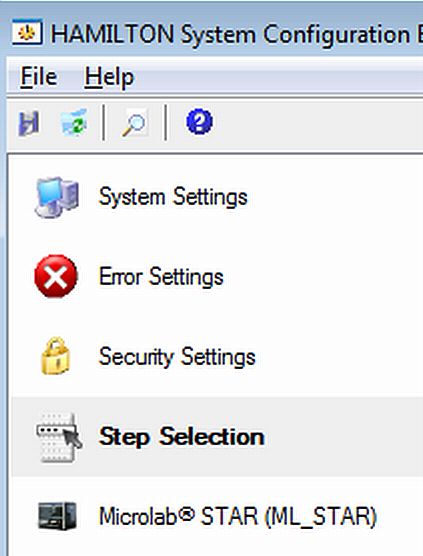 HAMILTON System Configuration E
File Help
System Settings
Error Settings
Security Settings
Step Selection
Microlab® STAR (ML_STAR)